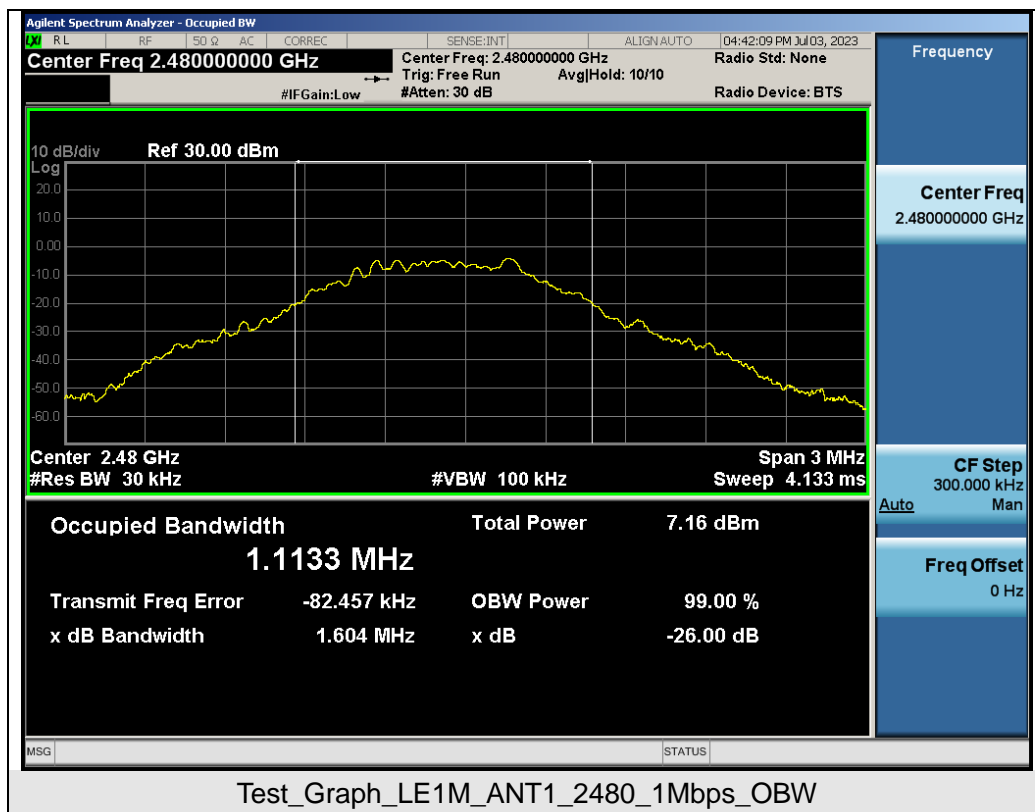 Agilent Spectrum Analyzer - Occupied BW
LXI RL RF 50 Ω AC CORREC SENSE:INT ALIGN AUTO 04:42:09 PM Jul 03, 2023
Center Freq 2.480000000 GHz
Center Freq: 2.480000000 GHz
Radio Std: None
Trig: Free Run Avg|Hold: 10/10
#IFGain:Low
#Atten: 30 dB
Radio Device: BTS
Frequency
10 dB/div Ref 30.00 dBm
Log
20.0
10.0
0.00
-10.0
-20.0
-30.0
-40.0
-50.0
-60.0
Center 2.48 GHz
Span 3 MHz
#Res BW 30 kHz
#VBW 100 kHz
Sweep 4.133 ms
Center Freq
2.480000000 GHz
CF Step
300.000 kHz
Auto Man
Freq Offset
0 Hz
Occupied Bandwidth
1.1133 MHz
Total Power 7.16 dBm
Transmit Freq Error -82.457 kHz
OBW Power 99.00 %
x dB Bandwidth 1.604 MHz
x dB -26.00 dB
MSG
STATUS
Test_Graph_LE1M_ANT1_2480_1Mbps_OBW